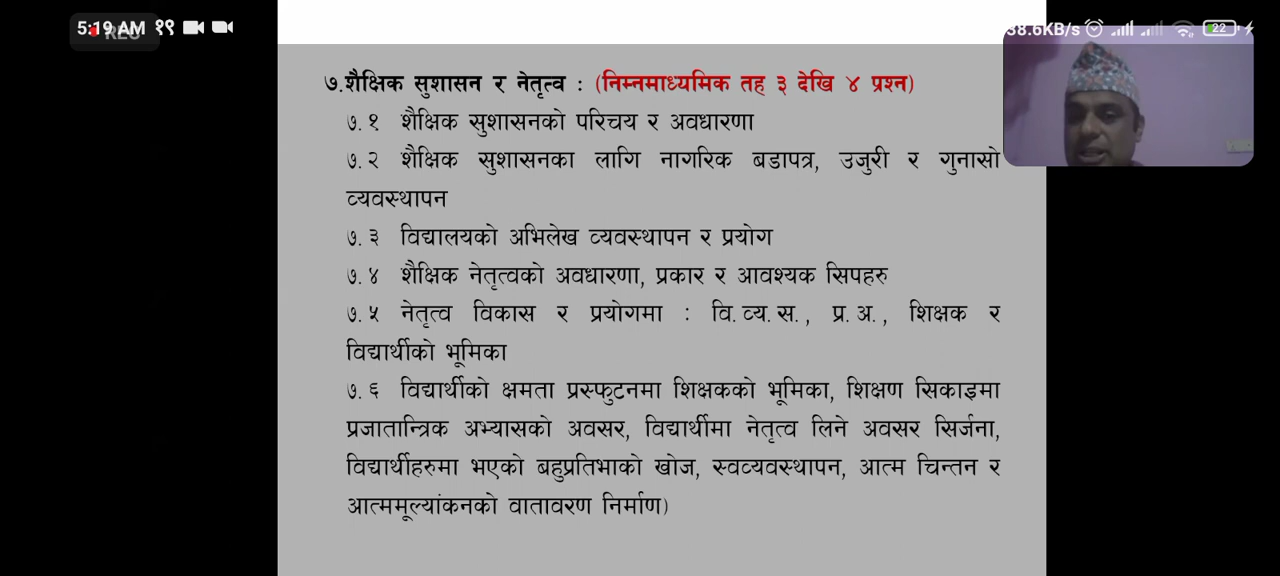 5:19 AM ११
REC
38.6KB/s 22
७.शैक्षिक सुशासन र नेतृत्व : (निम्नमाध्यमिक तह ३ देखि ४ प्रश्न)
७.१ शैक्षिक सुशासनको परिचय र अवधारणा
७.२ शैक्षिक सुशासनका लागि नागरिक बडापत्र, उजुरी र गुनासो
व्यवस्थापन
७.३ विद्यालयको अभिलेख व्यवस्थापन र प्रयोग
७.४ शैक्षिक नेतृत्वको अवधारणा, प्रकार र आवश्यक सिपहरु
७.५ नेतृत्व विकास र प्रयोगमा : वि.व्य.स., प्र.अ., शिक्षक र
विद्यार्थीको भूमिका
७.६ विद्यार्थीको क्षमता प्रस्फुटनमा शिक्षकको भूमिका, शिक्षण सिकाइमा
प्रजातान्त्रिक अभ्यासको अवसर, विद्यार्थीमा नेतृत्व लिने अवसर सिर्जना,
विद्यार्थीहरुमा भएको बहुप्रतिभाको खोज, स्वव्यवस्थापन, आत्म चिन्तन र
आत्ममूल्यांकनको वातावरण निर्माण)